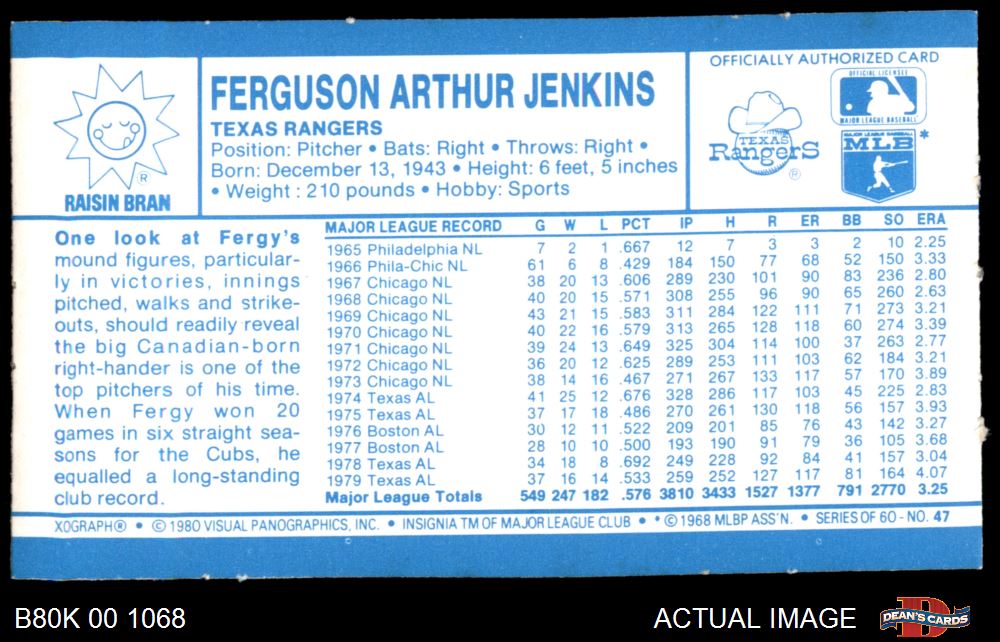 FERGUSON ARTHUR JENKINS
TEXAS RANGERS
Position: Pitcher • Bats: Right • Throws: Right •
Born: December 13, 1943 • Height: 6 feet, 5 inches
• Weight : 210 pounds • Hobby: Sports
®
RAISIN BRAN
OFFICIALLY AUTHORIZED CARD
TEXAS
RangerS
®
OFFICIAL LICENSEE
MAJOR LEAGUE BASEBALL
MAJOR LEAGUE BASEBALL
MLB *
One look at Fergy's
mound figures, particular-
ly in victories, innings
pitched, walks and strike-
outs, should readily reveal
the big Canadian-born
right-hander is one of the
top pitchers of his time.
When Fergy won 20
games in six straight sea-
sons for the Cubs, he
equalled a long-standing
club record.
MAJOR LEAGUE RECORD G W L PCT IP H R ER BB SO ERA
1965 Philadelphia NL 7 2 1 .667 12 7 3 3 2 10 2.25
1966 Phila-Chic NL 61 6 8 .429 184 150 77 68 52 150 3.33
1967 Chicago NL 38 20 13 .606 289 230 101 90 83 236 2.80
1968 Chicago NL 40 20 15 .571 308 255 96 90 65 260 2.63
1969 Chicago NL 43 21 15 .583 311 284 122 111 71 273 3.21
1970 Chicago NL 40 22 16 .579 313 265 128 118 60 274 3.39
1971 Chicago NL 39 24 13 .649 325 304 114 100 37 263 2.77
1972 Chicago NL 36 20 12 .625 289 253 111 103 62 184 3.21
1973 Chicago NL 38 14 16 .467 271 267 133 117 57 170 3.89
1974 Texas AL 41 25 12 .676 328 286 117 103 45 225 2.83
1975 Texas AL 37 17 18 .486 270 261 130 118 56 157 3.93
1976 Boston AL 30 12 11 .522 209 201 85 76 43 142 3.27
1977 Boston AL 28 10 10 .500 193 190 91 79 36 105 3.68
1978 Texas AL 34 18 8 .692 249 228 92 84 41 157 3.04
1979 Texas AL 37 16 14 .533 259 252 127 117 81 164 4.07
Major League Totals 549 247 182 .576 3810 3433 1527 1377 791 2770 3.25
XOGRAPH® • © 1980 VISUAL PANOGRAPHICS, INC. • INSIGNIA TM OF MAJOR LEAGUE CLUB • * © 1968 MLBP ASS'N. • SERIES OF 60 - NO. 47
B80K 00 1068
ACTUAL IMAGE
D
DEAN'S CARDS